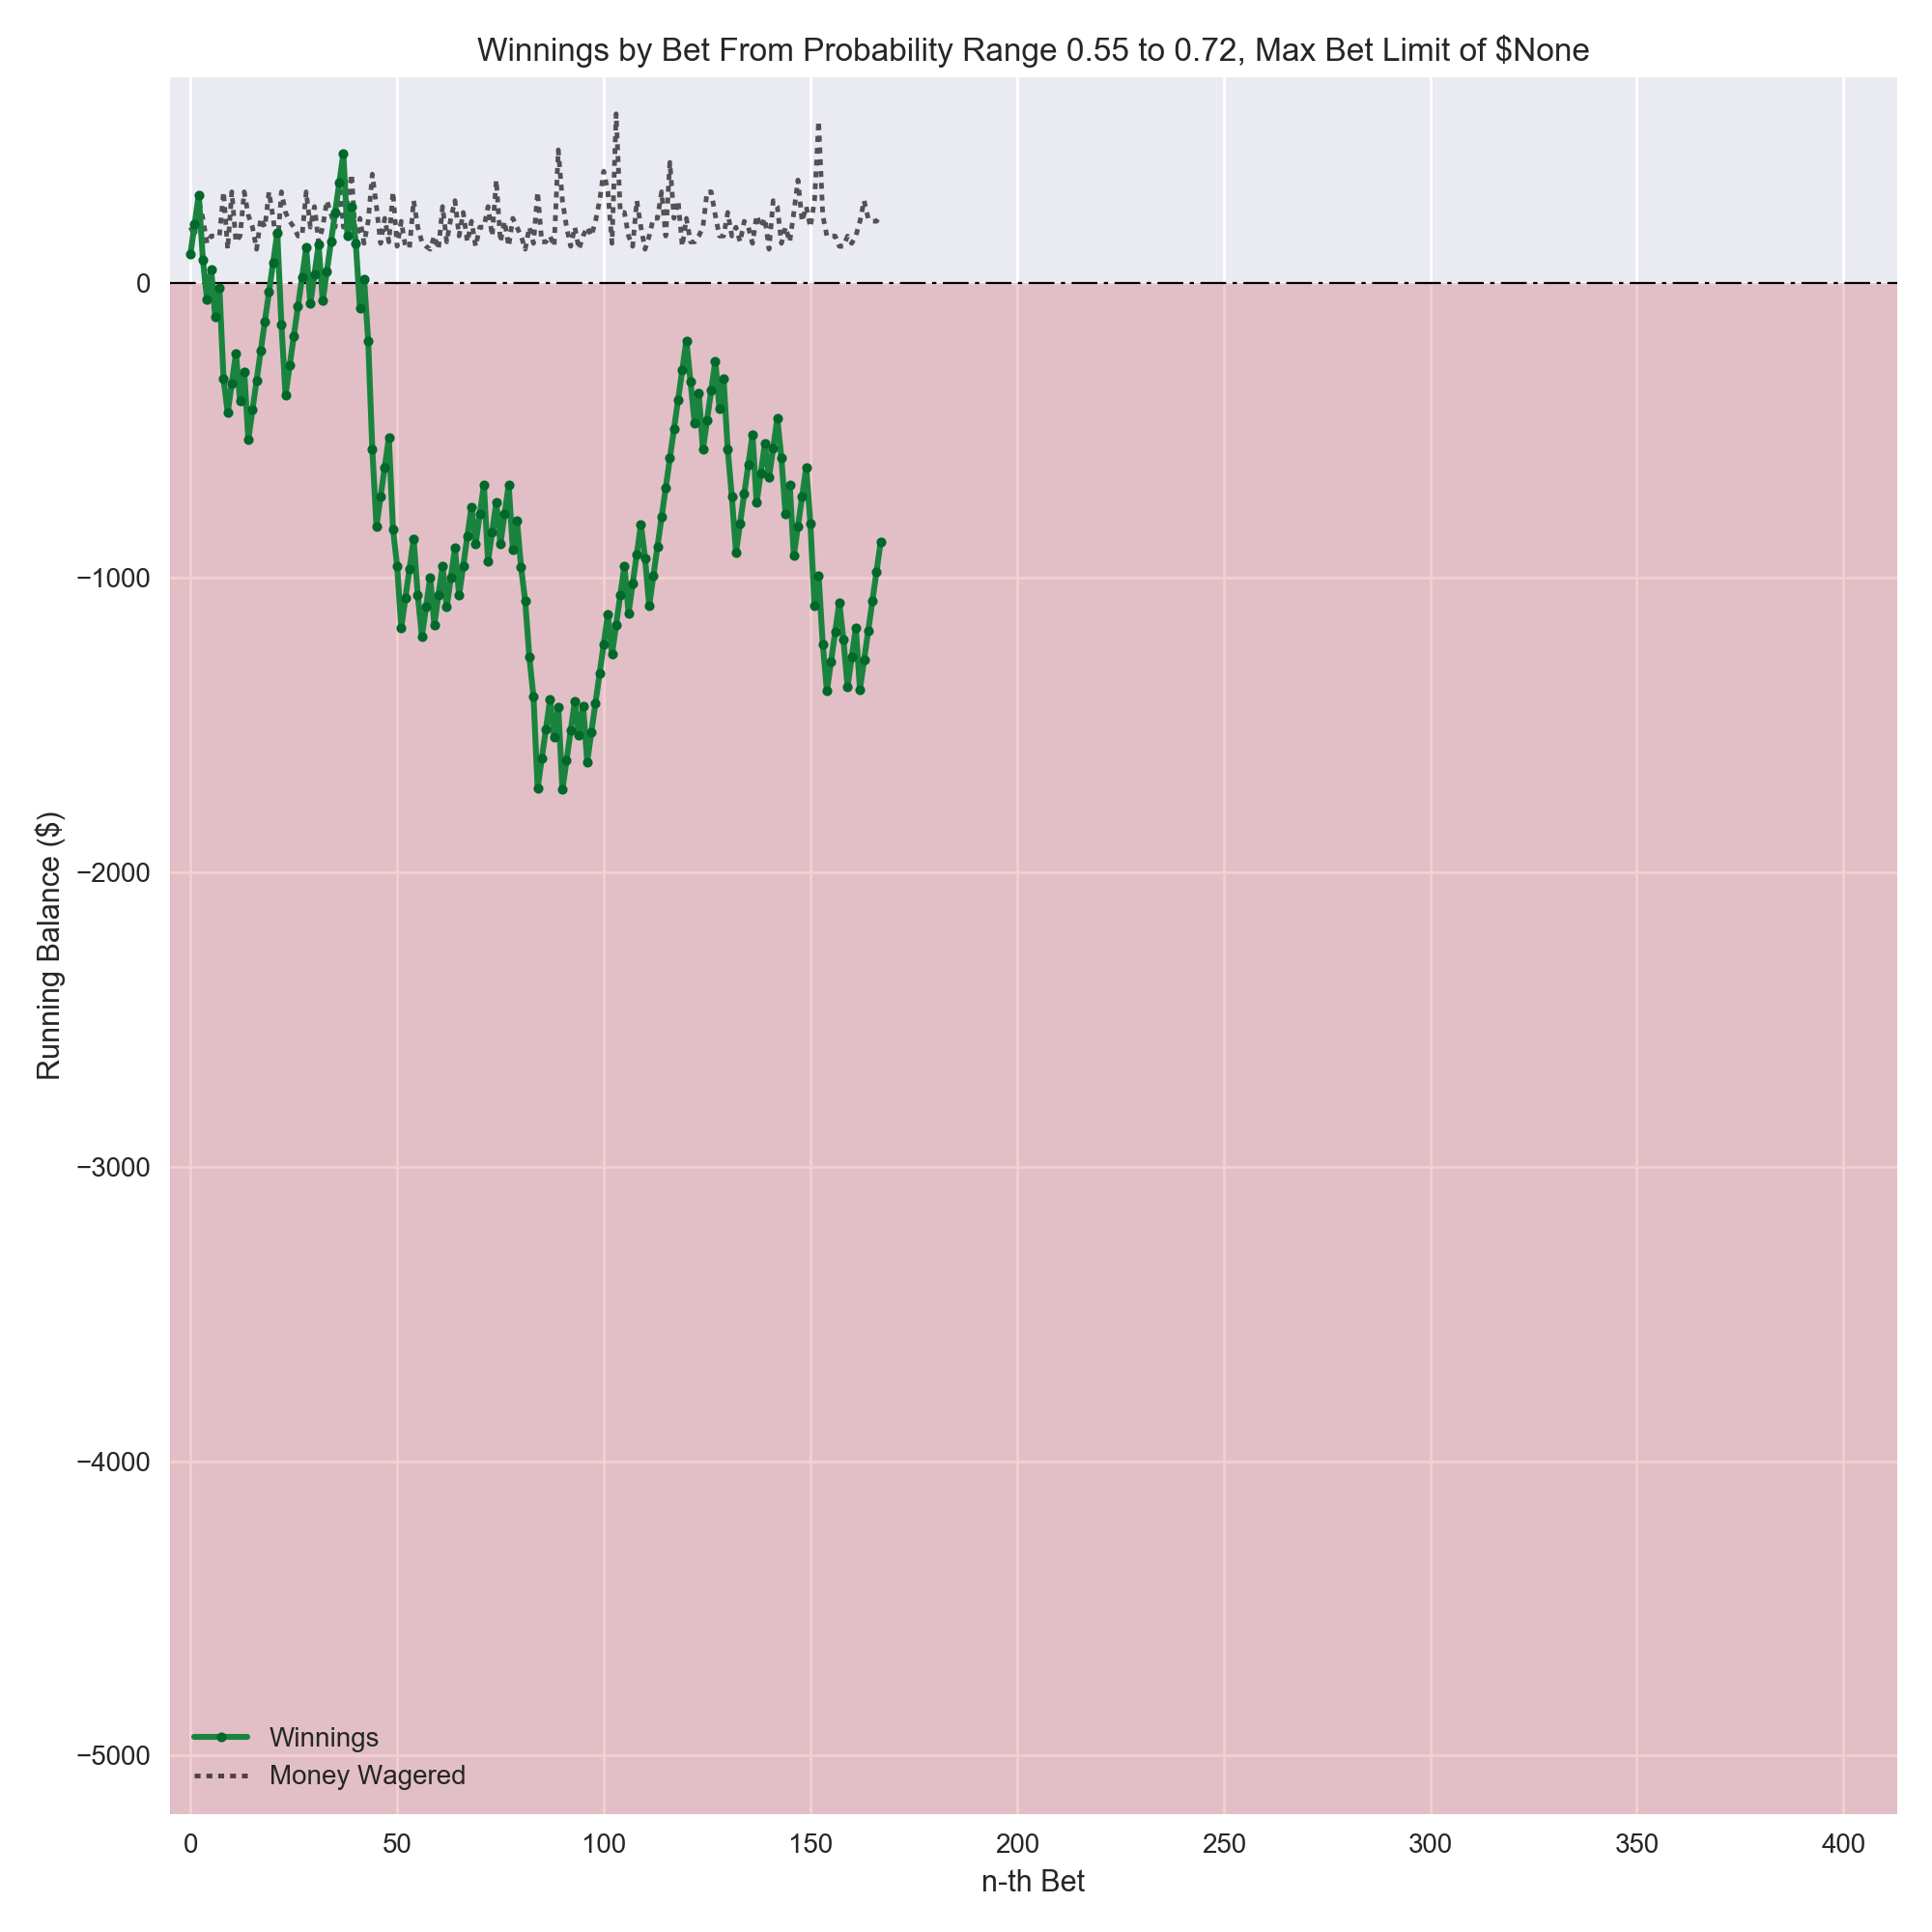 Winnings by Bet From Probability Range 0.55 to 0.72, Max Bet Limit of $None
Running Balance ($)
0
−1000
−2000
−3000
−4000
−5000
Winnings
Money Wagered
0 50 100 150 200 250 300 350 400
n-th Bet